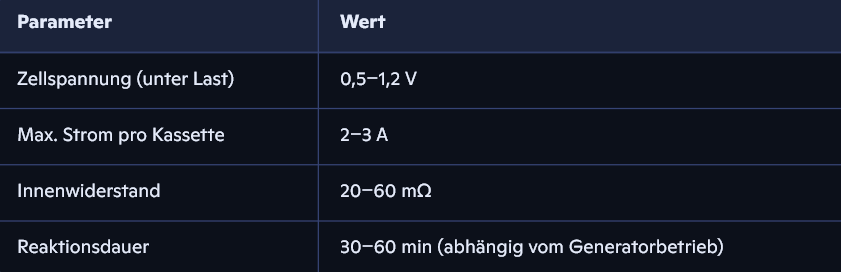 Parameter Wert
Zellspannung (unter Last) 0,5–1,2 V
Max. Strom pro Kassette 2–3 A
Innenwiderstand 20–60 mΩ
Reaktionsdauer 30–60 min (abhängig vom Generatorbetrieb)